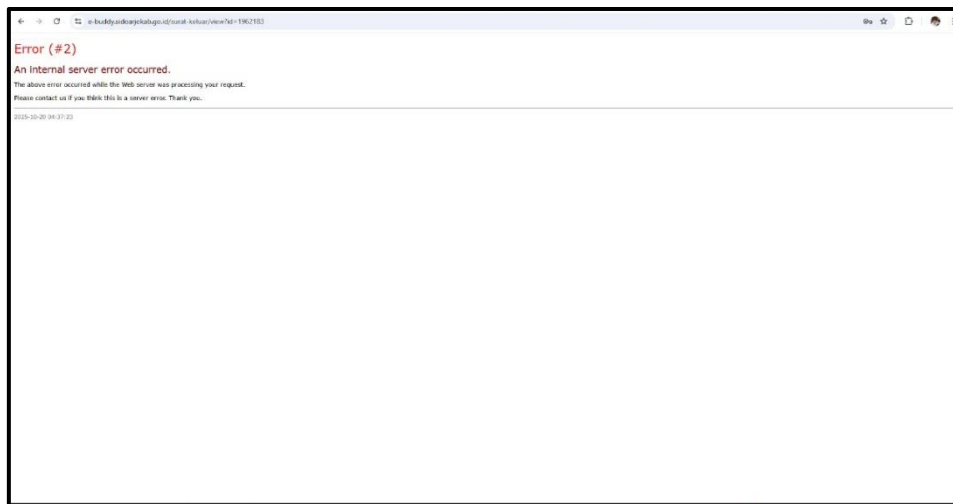 e-buddy.sidoarjokab.go.id/surat-keluar/view?id=1962183
Error (#2)
An internal server error occurred.
The above error occurred while the Web server was processing your request.
Please contact us if you think this is a server error. Thank you.
2025-10-20 04:37:23